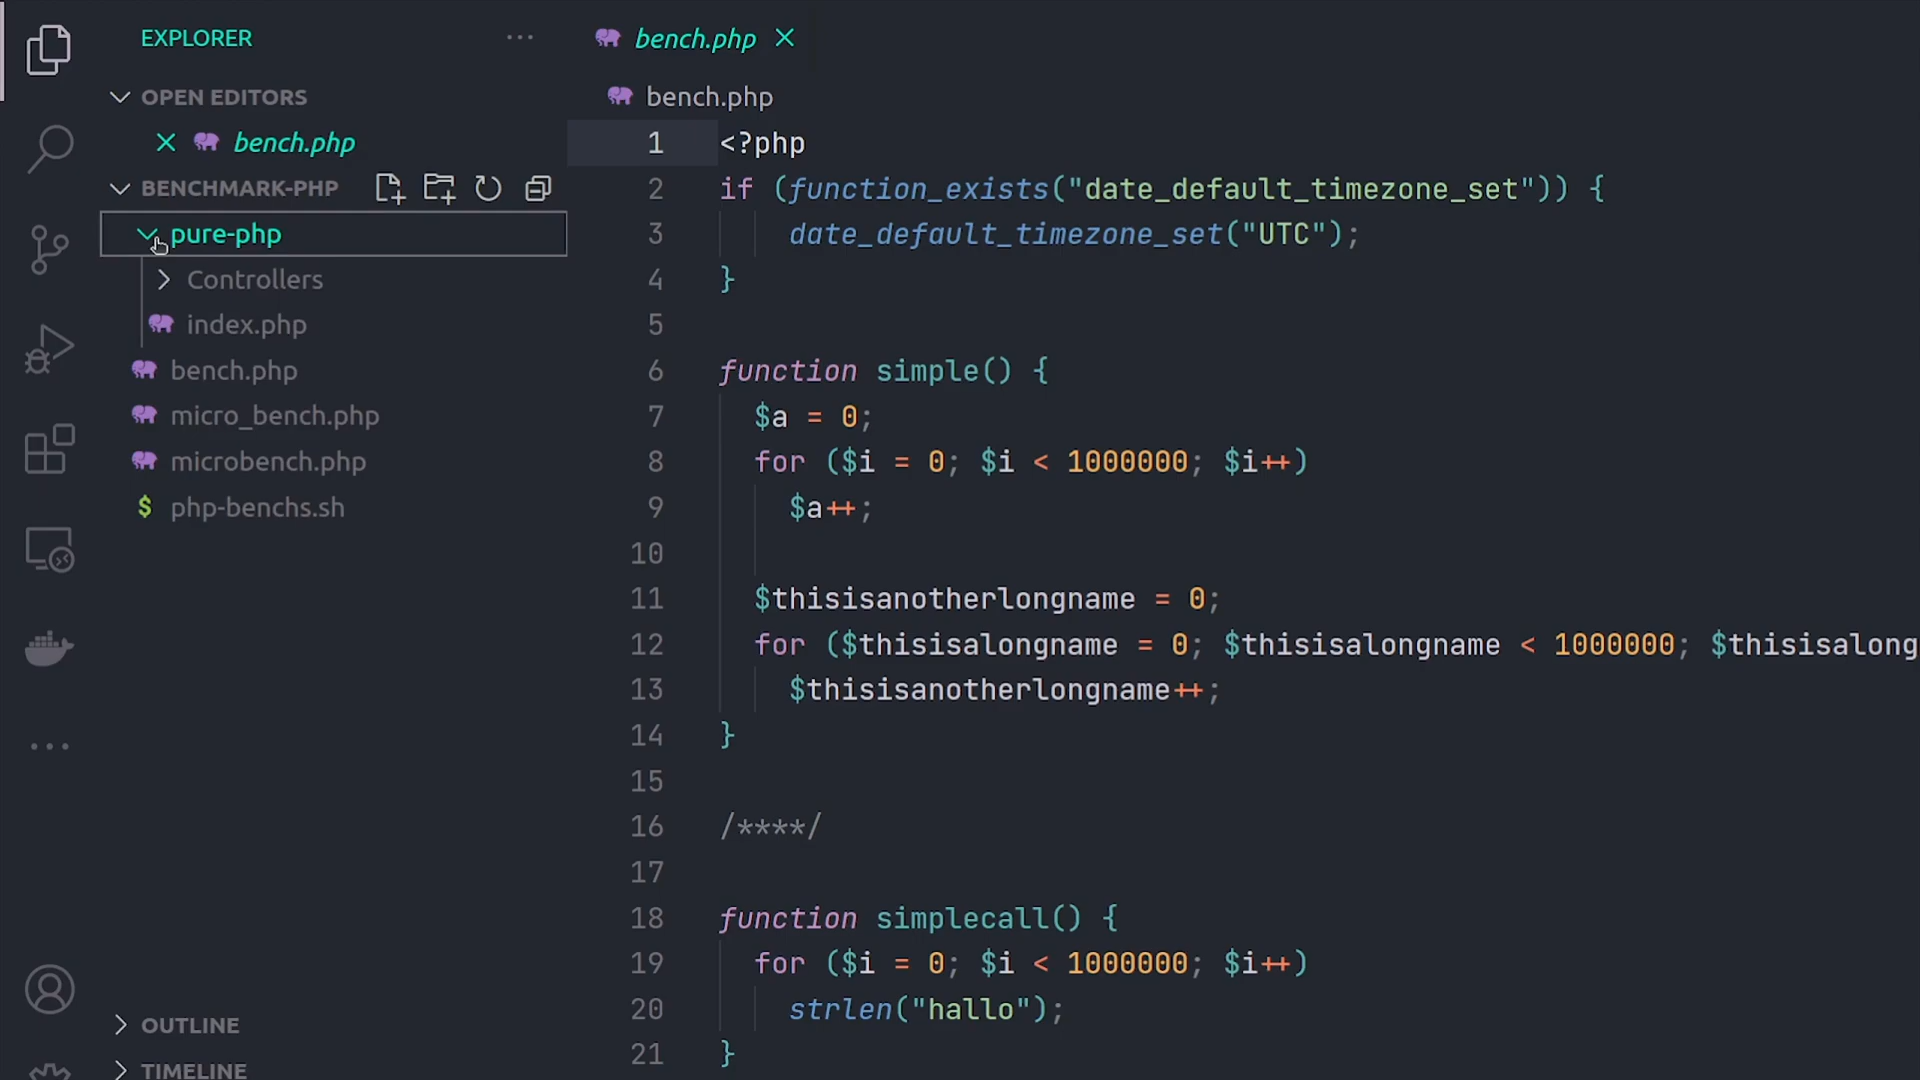 EXPLORER
OPEN EDITORS
bench.php
BENCHMARK-PHP
pure-php
Controllers
index.php
bench.php
micro_bench.php
microbench.php
$ php-benchs.sh
OUTLINE
TIMELINE
bench.php
bench.php
1 <?php
2 if (function_exists("date_default_timezone_set")) {
3 date_default_timezone_set("UTC");
4 }
5
6 function simple() {
7 $a = 0;
8 for ($i = 0; $i < 1000000; $i++)
9 $a++;
10
11 $thisisanotherlongname = 0;
12 for ($thisisalongname = 0; $thisisalongname < 1000000; $thisisalong
13 $thisisanotherlongname++;
14 }
15
16 /****/
17
18 function simplecall() {
19 for ($i = 0; $i < 1000000; $i++)
20 strlen("hallo");
21 }